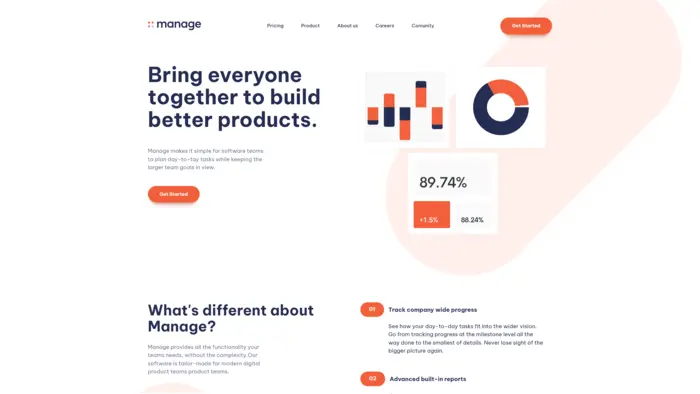 manage
Pricing
Product
About us
Careers
Comunity
Get Started
Bring everyone
together to build
better products.
Manage makes it simple for software teams
to plan day-to-tay tasks while keeping the
larger team goals in view.
Get Started
89.74%
+1.5%
88.24%
What's different about
Manage?
Manage provides all the functionality your
teams needs, without the complexity.Our
software is tailor-made for modern digital
product teams product terms.
01
Track company wide progress
See how your day-to-day tasks fit into the wider vision.
Go from tracking progress at the milestone level all the
way done to the smallest of details. Never lose sight of the
bigger picture again.
02
Advanced built-in reports